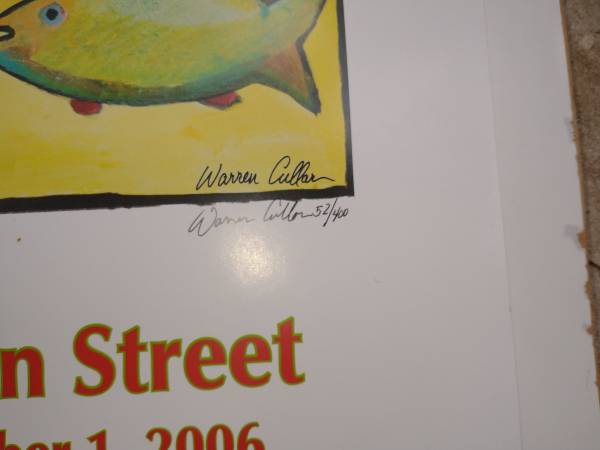 Warren Cullar
Warren Cullar 52/400
n Street
ber 1, 2006